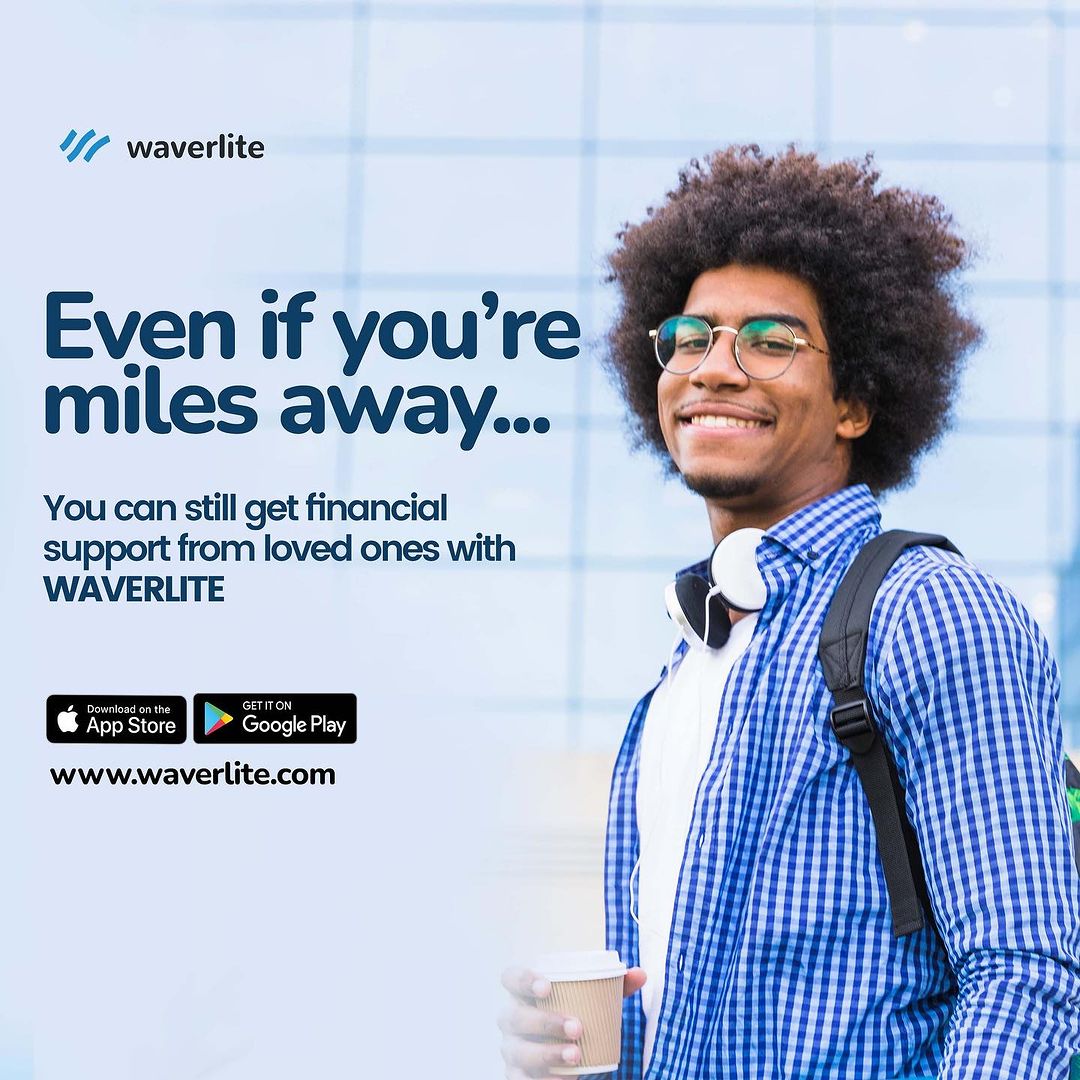 waverlite
Even if you’re
miles away...
You can still get financial
support from loved ones with
WAVERLITE
Download on the
App Store
GET IT ON
Google Play
www.waverlite.com